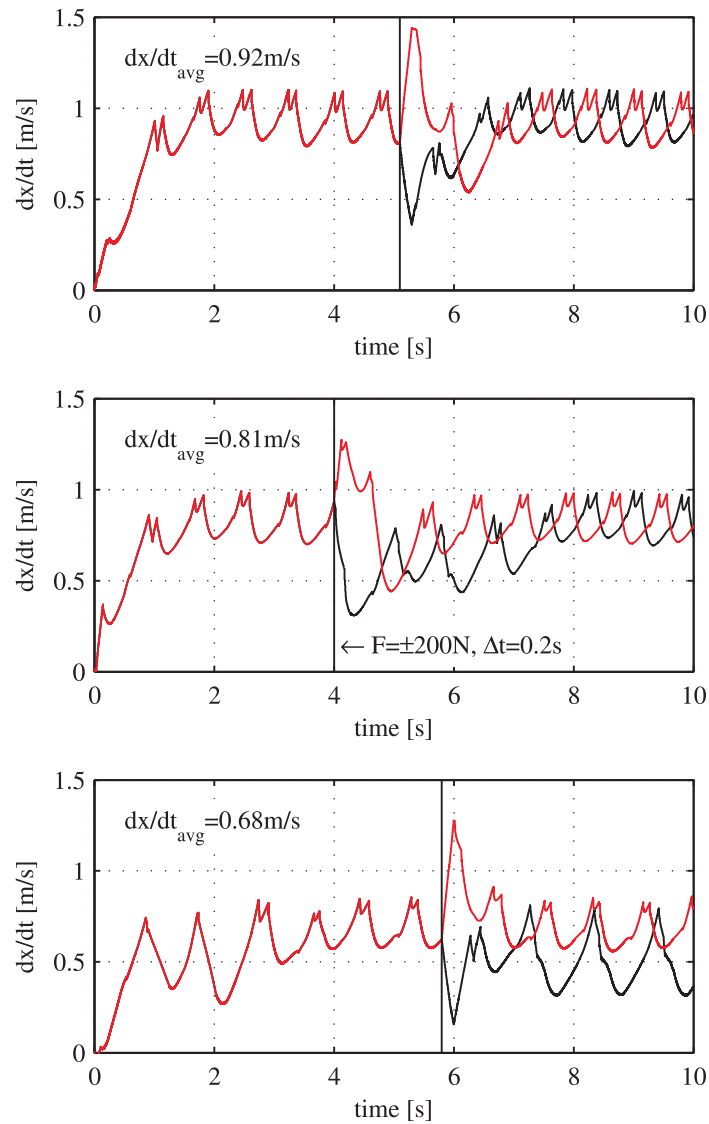 1.5
dx/dt_avg=0.92m/s
1
dx/dt [m/s]
0.5
0
0 2 4 6 8 10
time [s]
1.5
dx/dt_avg=0.81m/s
1
dx/dt [m/s]
0.5
← F=±200N, Δt=0.2s
0
0 2 4 6 8 10
time [s]
1.5
dx/dt_avg=0.68m/s
1
dx/dt [m/s]
0.5
0
0 2 4 6 8 10
time [s]